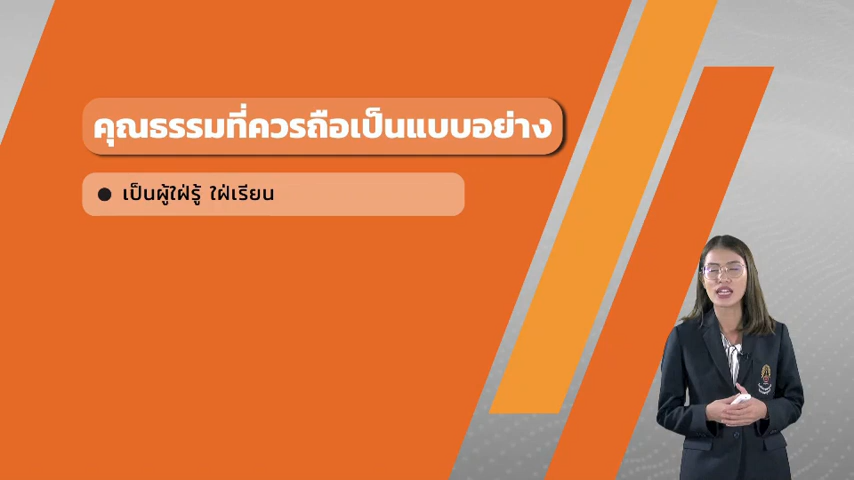 คุณธรรมที่ควรถือเป็นแบบอย่าง
● เป็นผู้ใฝ่รู้ ใฝ่เรียน